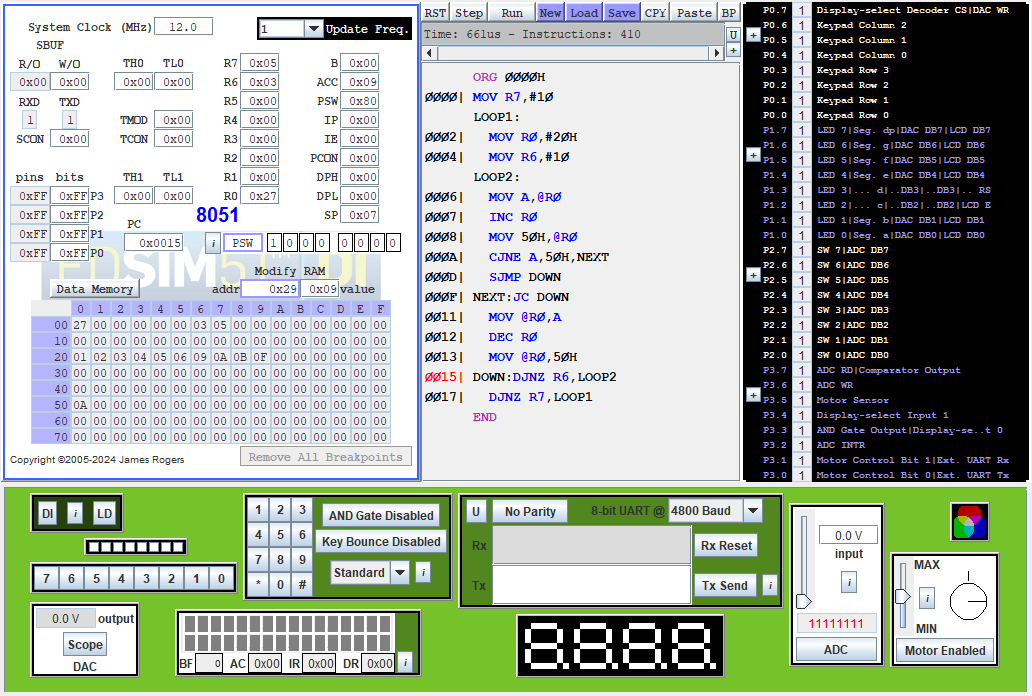 System Clock (MHz) 12.0 1 Update Freq.
SBUF
R/O W/O TH0 TL0 R7 0x05 B 0x00
0x00 0x00 0x00 0x00 R6 0x03 ACC 0x09
RXD TXD R5 0x00 PSW 0x80
1 1 TMOD 0x00 R4 0x00 IP 0x00
SCON 0x00 TCON 0x00 R3 0x00 IE 0x00
R2 0x00 PCON 0x00
pins bits TH1 TL1 R1 0x00 DPH 0x00
0xFF 0xFF P3 0x00 0x00 R0 0x27 DPL 0x00
0xFF 0xFF P2 8051 SP 0x07
0xFF 0xFF P1 PC
0xFF 0xFF P0 0x0015 i PSW 1 0 0 0 0 0 0 0
Modify RAM
Data Memory addr 0x29 0x09 value
0 1 2 3 4 5 6 7 8 9 A B C D E F
00 27 00 00 00 00 00 03 05 00 00 00 00 00 00 00 00
10 00 00 00 00 00 00 00 00 00 00 00 00 00 00 00 00
20 01 02 03 04 05 06 09 0A 0B 0F 00 00 00 00 00 00
30 00 00 00 00 00 00 00 00 00 00 00 00 00 00 00 00
40 00 00 00 00 00 00 00 00 00 00 00 00 00 00 00 00
50 0A 00 00 00 00 00 00 00 00 00 00 00 00 00 00 00
60 00 00 00 00 00 00 00 00 00 00 00 00 00 00 00 00
70 00 00 00 00 00 00 00 00 00 00 00 00 00 00 00 00
Copyright ©2005-2024 James Rogers Remove All Breakpoints
RST Step Run New Load Save CPY Paste BP
Time: 661us - Instructions: 410 U
+
ORG 0000H
0000| MOV R7,#10
LOOP1:
0002| MOV R0,#20H
0004| MOV R6,#10
LOOP2:
0006| MOV A,@R0
0007| INC R0
0008| MOV 50H,@R0
000A| CJNE A,50H,NEXT
000D| SJMP DOWN
000F| NEXT:JC DOWN
0011| MOV @R0,A
0012| DEC R0
0013| MOV @R0,50H
0015| DOWN:DJNZ R6,LOOP2
0017| DJNZ R7,LOOP1
END
P0.7 1 Display-select Decoder CS|DAC WR
+ P0.6 1 Keypad Column 2
P0.5 1 Keypad Column 1
P0.4 1 Keypad Column 0
P0.3 1 Keypad Row 3
P0.2 1 Keypad Row 2
P0.1 1 Keypad Row 1
P0.0 1 Keypad Row 0
P1.7 1 LED 7|Seg. dp|DAC DB7|LCD DB7
+ P1.6 1 LED 6|Seg. g|DAC DB6|LCD DB6
P1.5 1 LED 5|Seg. f|DAC DB5|LCD DB5
P1.4 1 LED 4|Seg. e|DAC DB4|LCD DB4
P1.3 1 LED 3|... d|..DB3|..DB3|.. RS
P1.2 1 LED 2|... c|..DB2|..DB2|LCD E
P1.1 1 LED 1|Seg. b|DAC DB1|LCD DB1
P1.0 1 LED 0|Seg. a|DAC DB0|LCD DB0
P2.7 1 SW 7|ADC DB7
+ P2.6 1 SW 6|ADC DB6
P2.5 1 SW 5|ADC DB5
P2.4 1 SW 4|ADC DB4
P2.3 1 SW 3|ADC DB3
P2.2 1 SW 2|ADC DB2
P2.1 1 SW 1|ADC DB1
P2.0 1 SW 0|ADC DB0
P3.7 1 ADC RD|Comparator Output
+ P3.6 1 ADC WR
P3.5 1 Motor Sensor
P3.4 1 Display-select Input 1
P3.3 1 AND Gate Output|Display-se..t 0
P3.2 1 ADC INTR
P3.1 1 Motor Control Bit 1|Ext. UART Rx
P3.0 1 Motor Control Bit 0|Ext. UART Tx
DI i LD
7 6 5 4 3 2 1 0
0.0 V output
Scope
DAC
1 2 3
4 5 6
7 8 9
* 0 #
AND Gate Disabled
Key Bounce Disabled
Standard i
BF 0 AC 0x00 IR 0x00 DR 0x00 i
U No Parity 8-bit UART @ 4800 Baud
Rx Rx Reset
Tx Tx Send i
8.8.8.8.
0.0 V
input
i
11111111
ADC
MAX
i
MIN
Motor Enabled